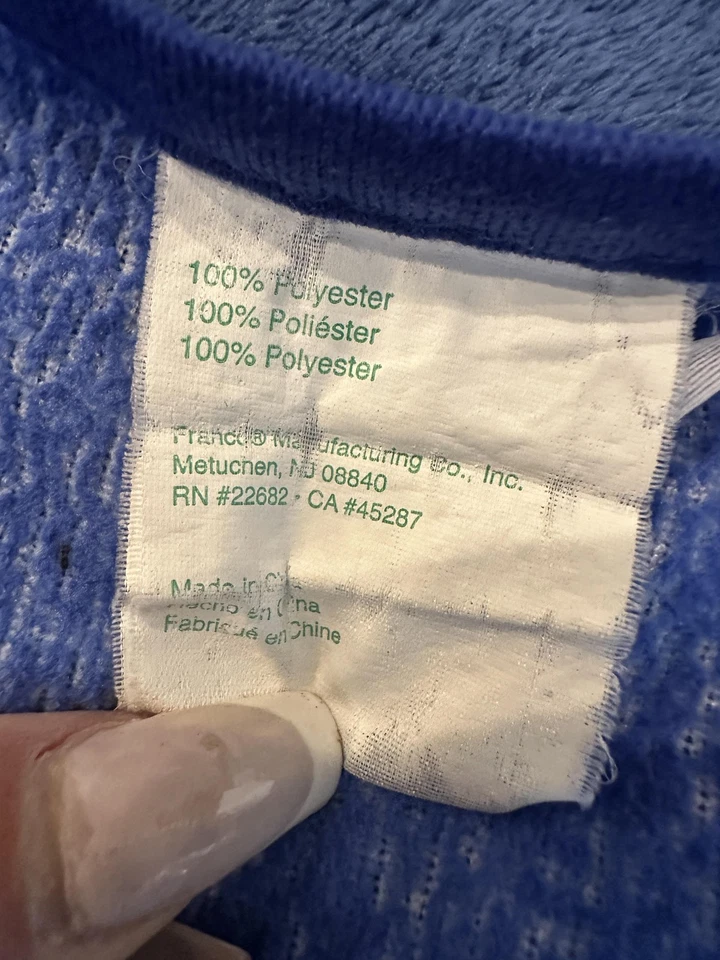 100% Polyester
100% Poliéster
100% Polyester
Franco® Manufacturing Co., Inc.
Metuchen, NJ 08840
RN #22682 • CA #45287
Made in China
Hecho en China
Fabriqué en Chine